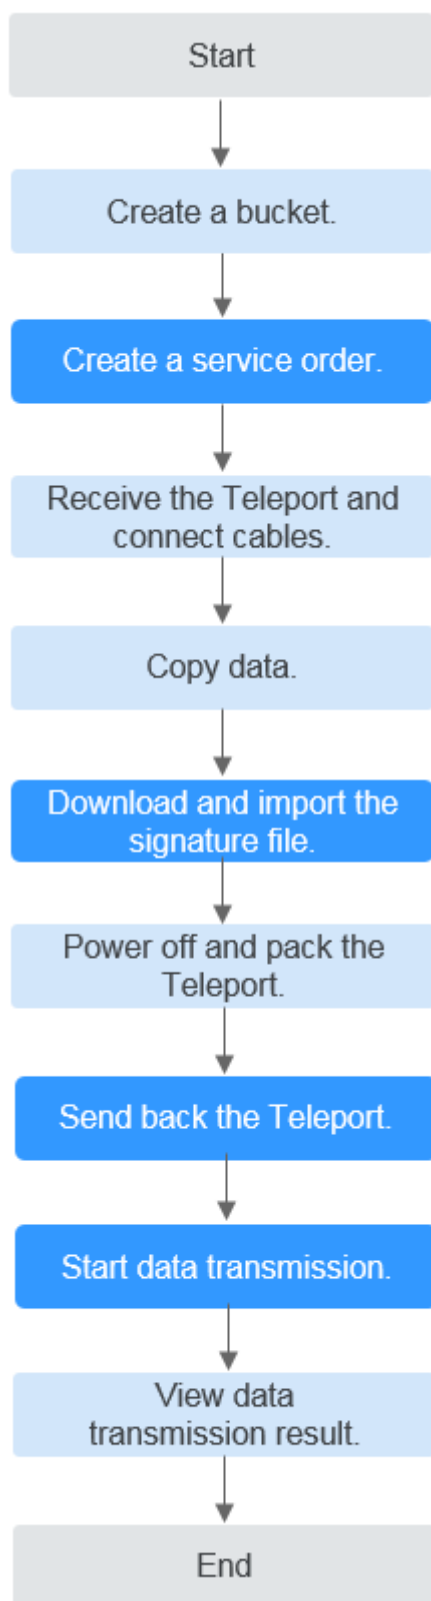 Start
Create a bucket.
Create a service order.
Receive the Teleport and
connect cables.
Copy data.
Download and import the
signature file.
Power off and pack the
Teleport.
Send back the Teleport.
Start data transmission.
View data
transmission result.
End